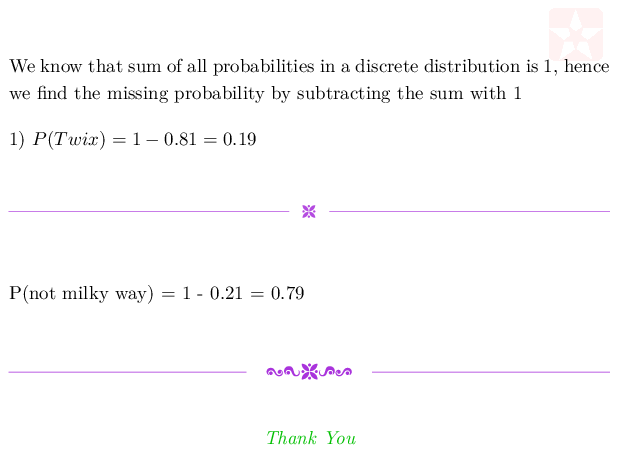 We know that sum of all probabilities in a discrete distribution is 1, hence
we find the missing probability by subtracting the sum with 1
1) P(Twix) = 1 − 0.81 = 0.19
P(not milky way) = 1 - 0.21 = 0.79
Thank You